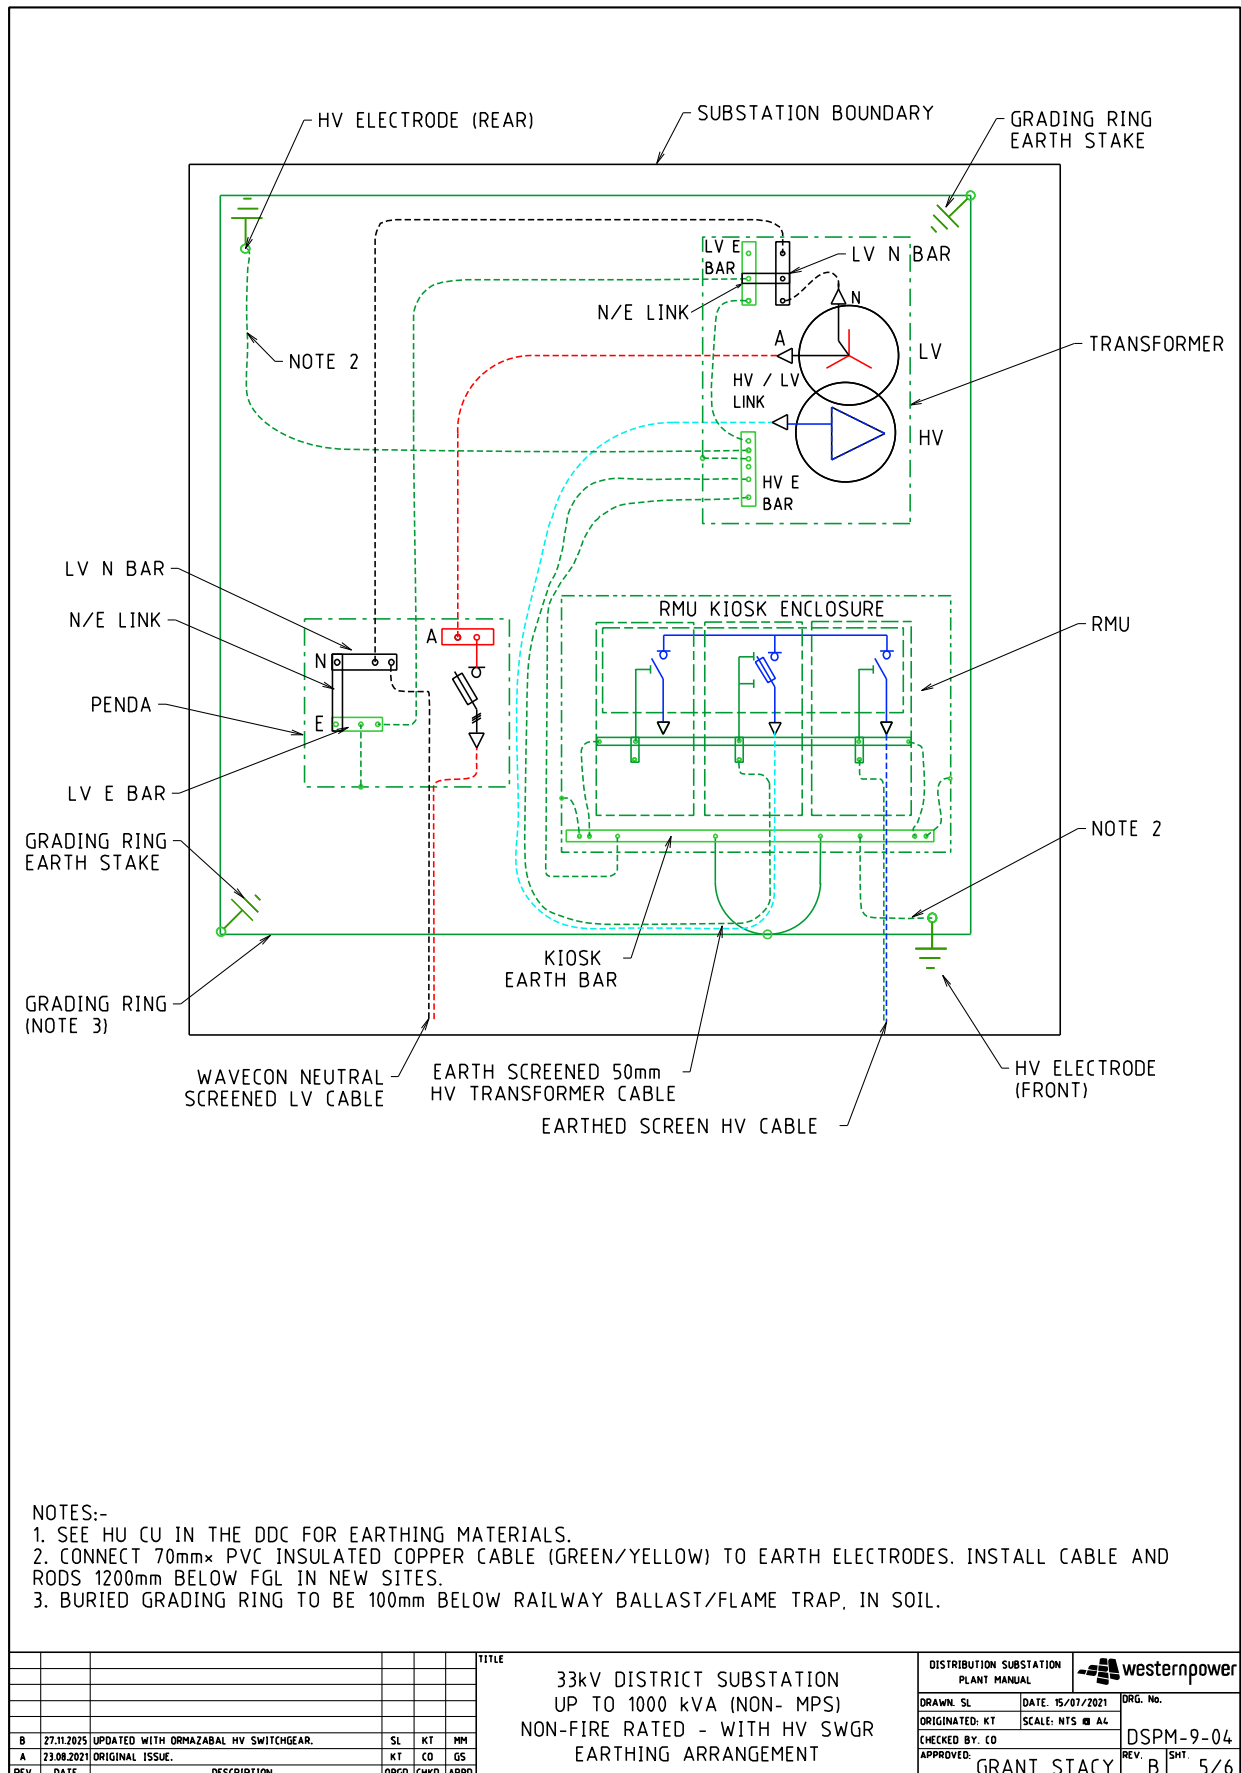 HV ELECTRODE (REAR)
SUBSTATION BOUNDARY
GRADING RING
EARTH STAKE
LV E
BAR
LV N BAR
N/E LINK
N
A
LV
TRANSFORMER
NOTE 2
HV / LV
LINK
HV
HV E
BAR
LV N BAR
N/E LINK
RMU KIOSK ENCLOSURE
RMU
A
N
PENDA
E
LV E BAR
GRADING RING
EARTH STAKE
NOTE 2
KIOSK
EARTH BAR
GRADING RING
(NOTE 3)
WAVECON NEUTRAL
SCREENED LV CABLE
EARTH SCREENED 50mm
HV TRANSFORMER CABLE
HV ELECTRODE
(FRONT)
EARTHED SCREEN HV CABLE
NOTES:-
1. SEE HU CU IN THE DDC FOR EARTHING MATERIALS.
2. CONNECT 70mm× PVC INSULATED COPPER CABLE (GREEN/YELLOW) TO EARTH ELECTRODES. INSTALL CABLE AND
RODS 1200mm BELOW FGL IN NEW SITES.
3. BURIED GRADING RING TO BE 100mm BELOW RAILWAY BALLAST/FLAME TRAP, IN SOIL.
B 27.11.2025 UPDATED WITH ORMAZABAL HV SWITCHGEAR. SL KT MM
A 23.08.2021 ORIGINAL ISSUE. KT CO GS
REV. DATE DESCRIPTION ORGD CHKD APRD
TITLE
33kV DISTRICT SUBSTATION
UP TO 1000 kVA (NON- MPS)
NON-FIRE RATED - WITH HV SWGR
EARTHING ARRANGEMENT
DISTRIBUTION SUBSTATION
PLANT MANUAL
westernpower
DRAWN: SL DATE: 15/07/2021
ORIGINATED: KT SCALE: NTS @ A4
CHECKED BY: CO
APPROVED: GRANT STACY
DRG. No.
DSPM-9-04
REV. B SHT. 5/6